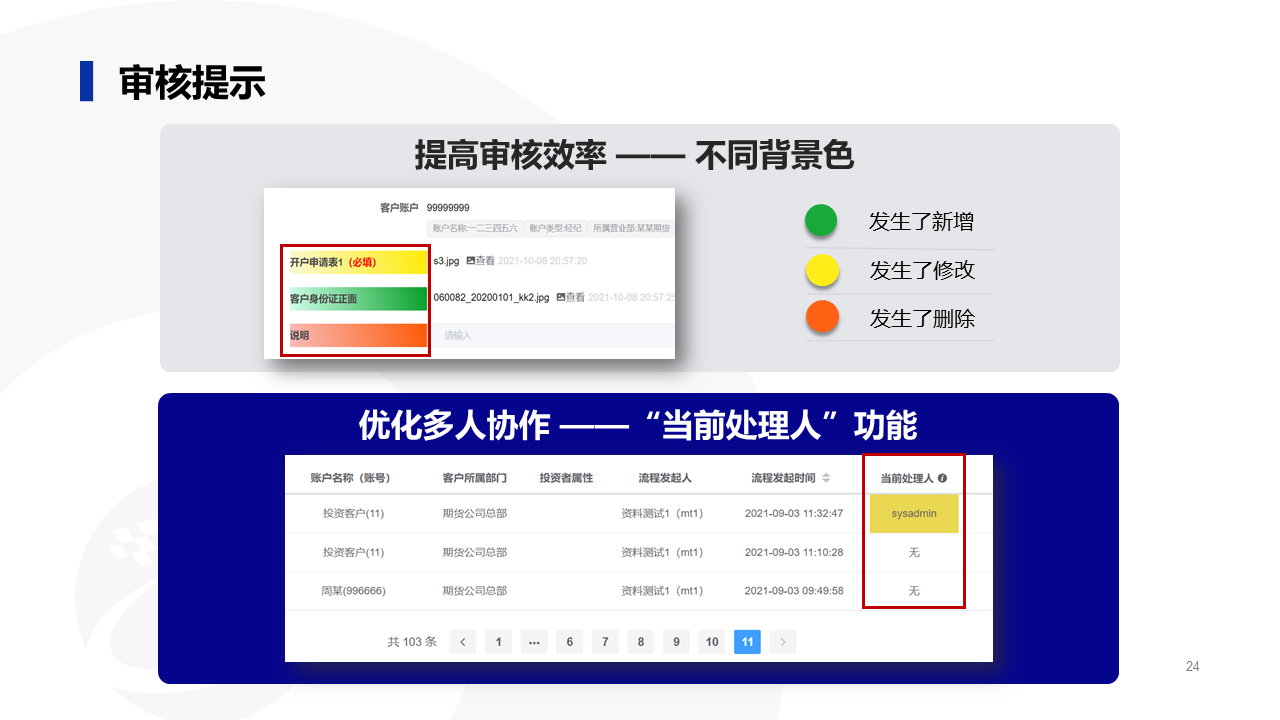 审核提示
提高审核效率 —— 不同背景色
客户账户 99999999
账户名称:一二三四五六 账户类型:经纪 所属营业部:某某期货
开户申请表1（必填） s3.jpg 查看 2021-10-08 20:57:20
客户身份证正面 060082_20200101_kk2.jpg 查看 2021-10-08 20:57:25
说明 请输入
发生了新增
发生了修改
发生了删除
优化多人协作 ——“当前处理人”功能
账户名称（账号） 客户所属部门 投资者属性 流程发起人 流程发起时间 当前处理人
投资客户(11) 期货公司总部 资料测试1（mt1） 2021-09-03 11:32:47 sysadmin
投资客户(11) 期货公司总部 资料测试1（mt1） 2021-09-03 11:10:28 无
周某(996666) 期货公司总部 资料测试1（mt1） 2021-09-03 09:49:58 无
共 103 条 < 1 ••• 6 7 8 9 10 11 >
24